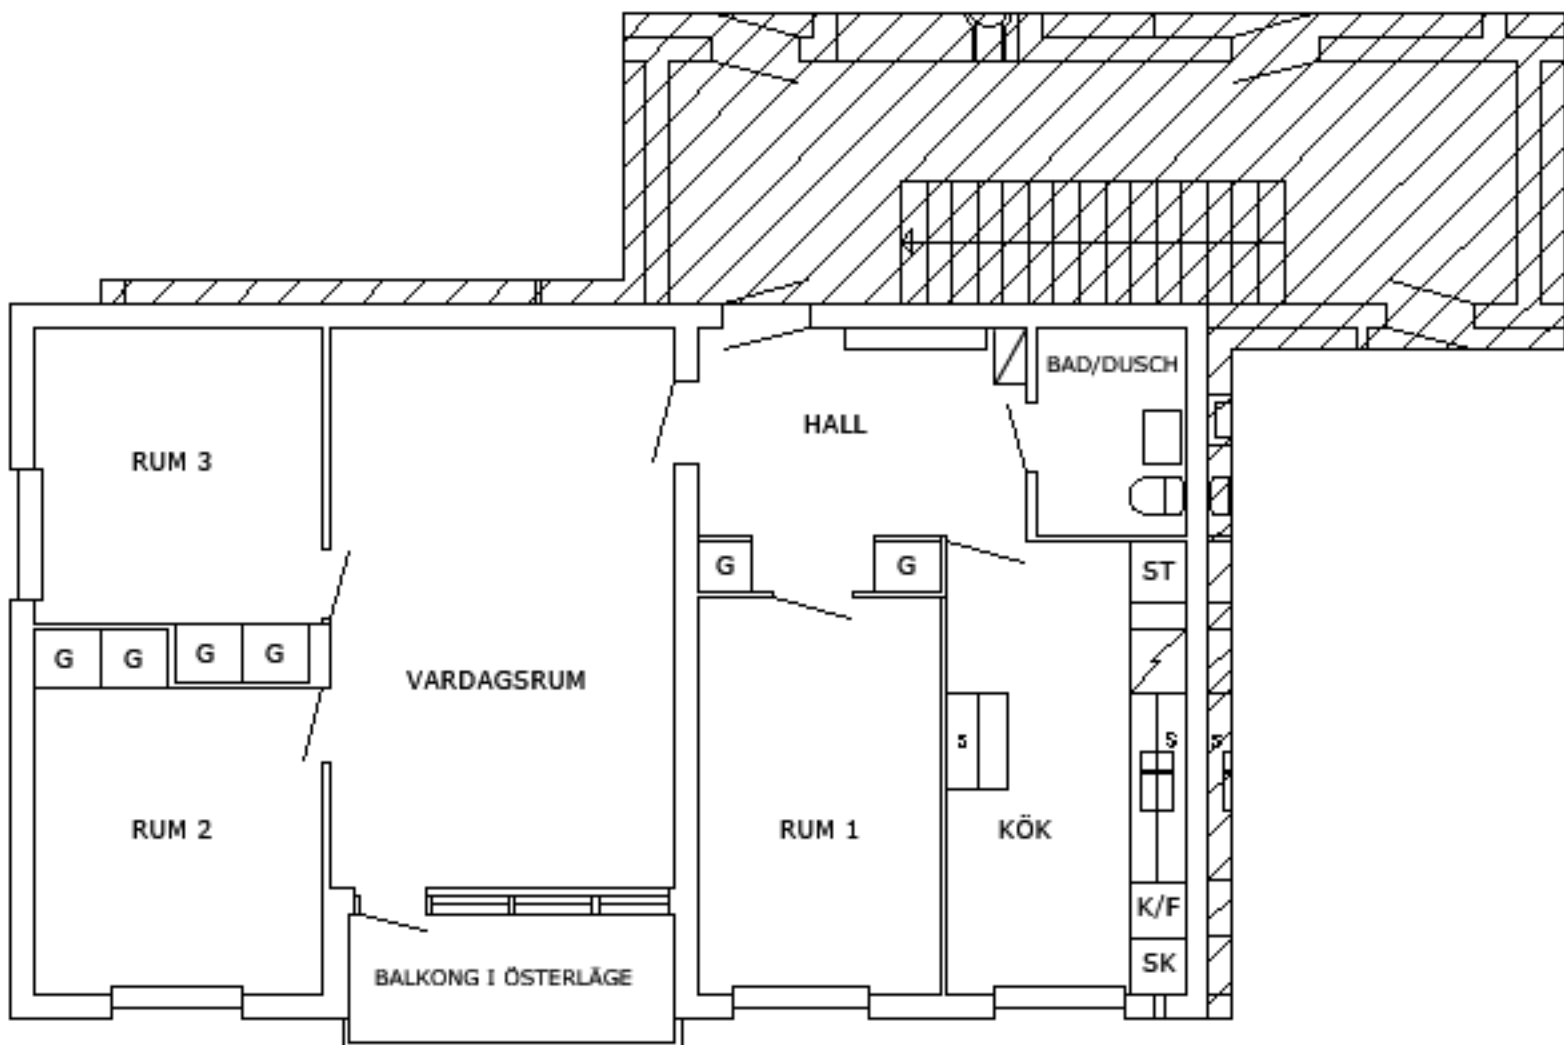 BAD/DUSCH
HALL
RUM 3
G
G
ST
G
G
G
G
VARDAGSRUM
S
S
S
RUM 2
RUM 1
KÖK
K/F
SK
BALKONG I ÖSTERLÄGE